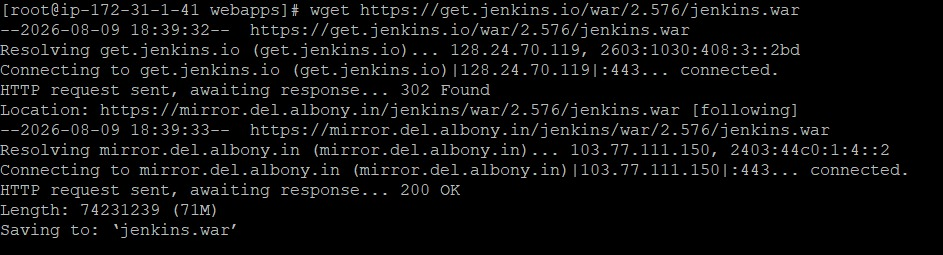 [root@ip-172-31-1-41 webapps]# wget https://get.jenkins.io/war/2.576/jenkins.war
--2026-08-09 18:39:32--  https://get.jenkins.io/war/2.576/jenkins.war
Resolving get.jenkins.io (get.jenkins.io)... 128.24.70.119, 2603:1030:408:3::2bd
Connecting to get.jenkins.io (get.jenkins.io)|128.24.70.119|:443... connected.
HTTP request sent, awaiting response... 302 Found
Location: https://mirror.del.albony.in/jenkins/war/2.576/jenkins.war [following]
--2026-08-09 18:39:33--  https://mirror.del.albony.in/jenkins/war/2.576/jenkins.war
Resolving mirror.del.albony.in (mirror.del.albony.in)... 103.77.111.150, 2403:44c0:1:4::2
Connecting to mirror.del.albony.in (mirror.del.albony.in)|103.77.111.150|:443... connected.
HTTP request sent, awaiting response... 200 OK
Length: 74231239 (71M)
Saving to: ‘jenkins.war’